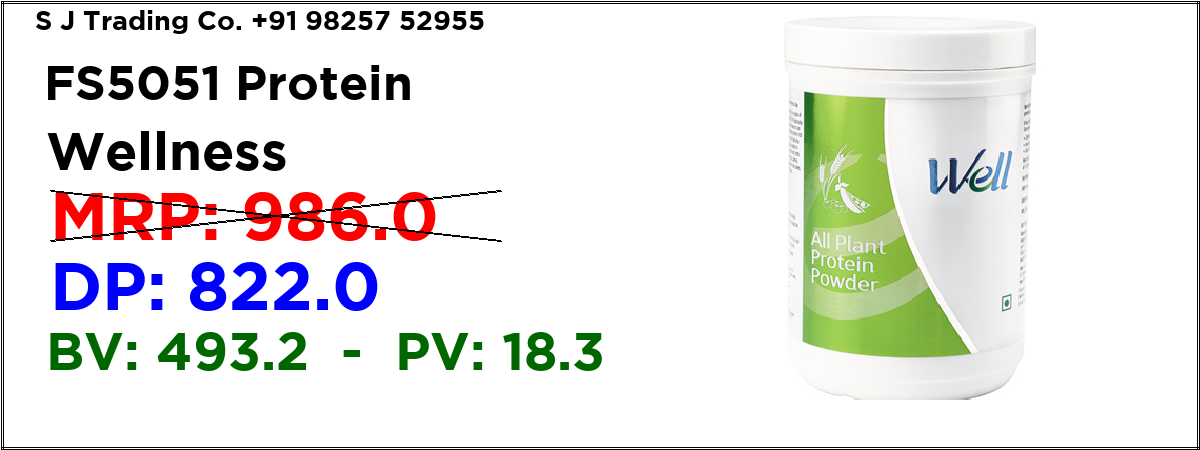 S J Trading Co. +91 98257 52955
FS5051 Protein
Wellness
MRP: 986.0
DP: 822.0
BV: 493.2 - PV: 18.3
Well
All Plant
Protein
Powder